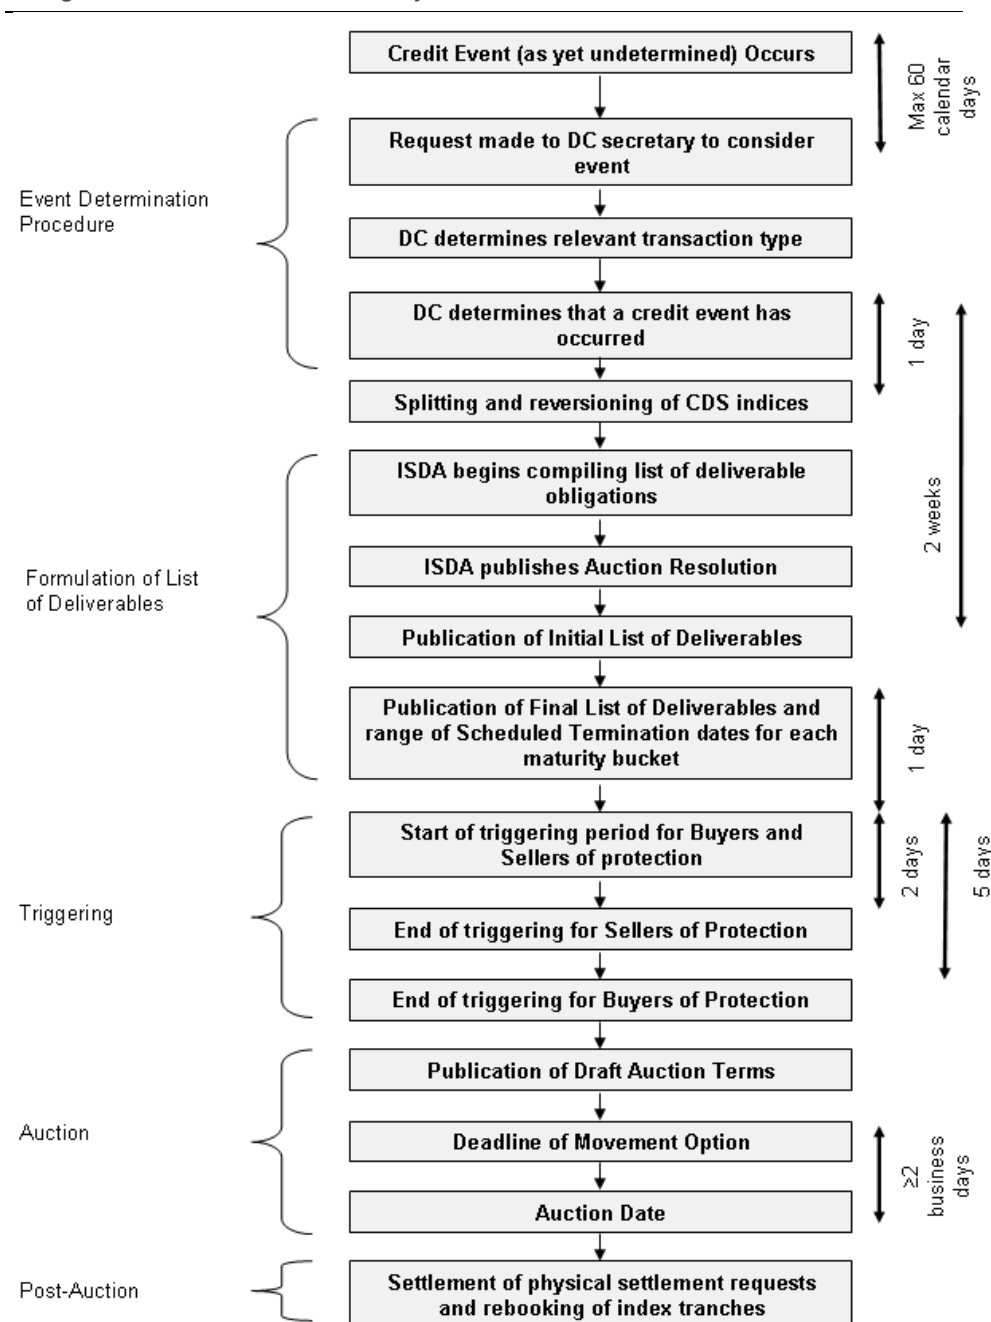 Credit Event (as yet undetermined) Occurs
Max 60
calendar
days
Request made to DC secretary to consider
event
Event Determination
Procedure
DC determines relevant transaction type
DC determines that a credit event has
occurred
1 day
Splitting and reversioning of CDS indices
ISDA begins compiling list of deliverable
obligations
2 weeks
ISDA publishes Auction Resolution
Formulation of List
of Deliverables
Publication of Initial List of Deliverables
Publication of Final List of Deliverables and
range of Scheduled Termination dates for each
maturity bucket
1 day
Start of triggering period for Buyers and
Sellers of protection
2 days
5 days
Triggering
End of triggering for Sellers of Protection
End of triggering for Buyers of Protection
Publication of Draft Auction Terms
Auction
Deadline of Movement Option
≥2
business
days
Auction Date
Post-Auction
Settlement of physical settlement requests
and rebooking of index tranches